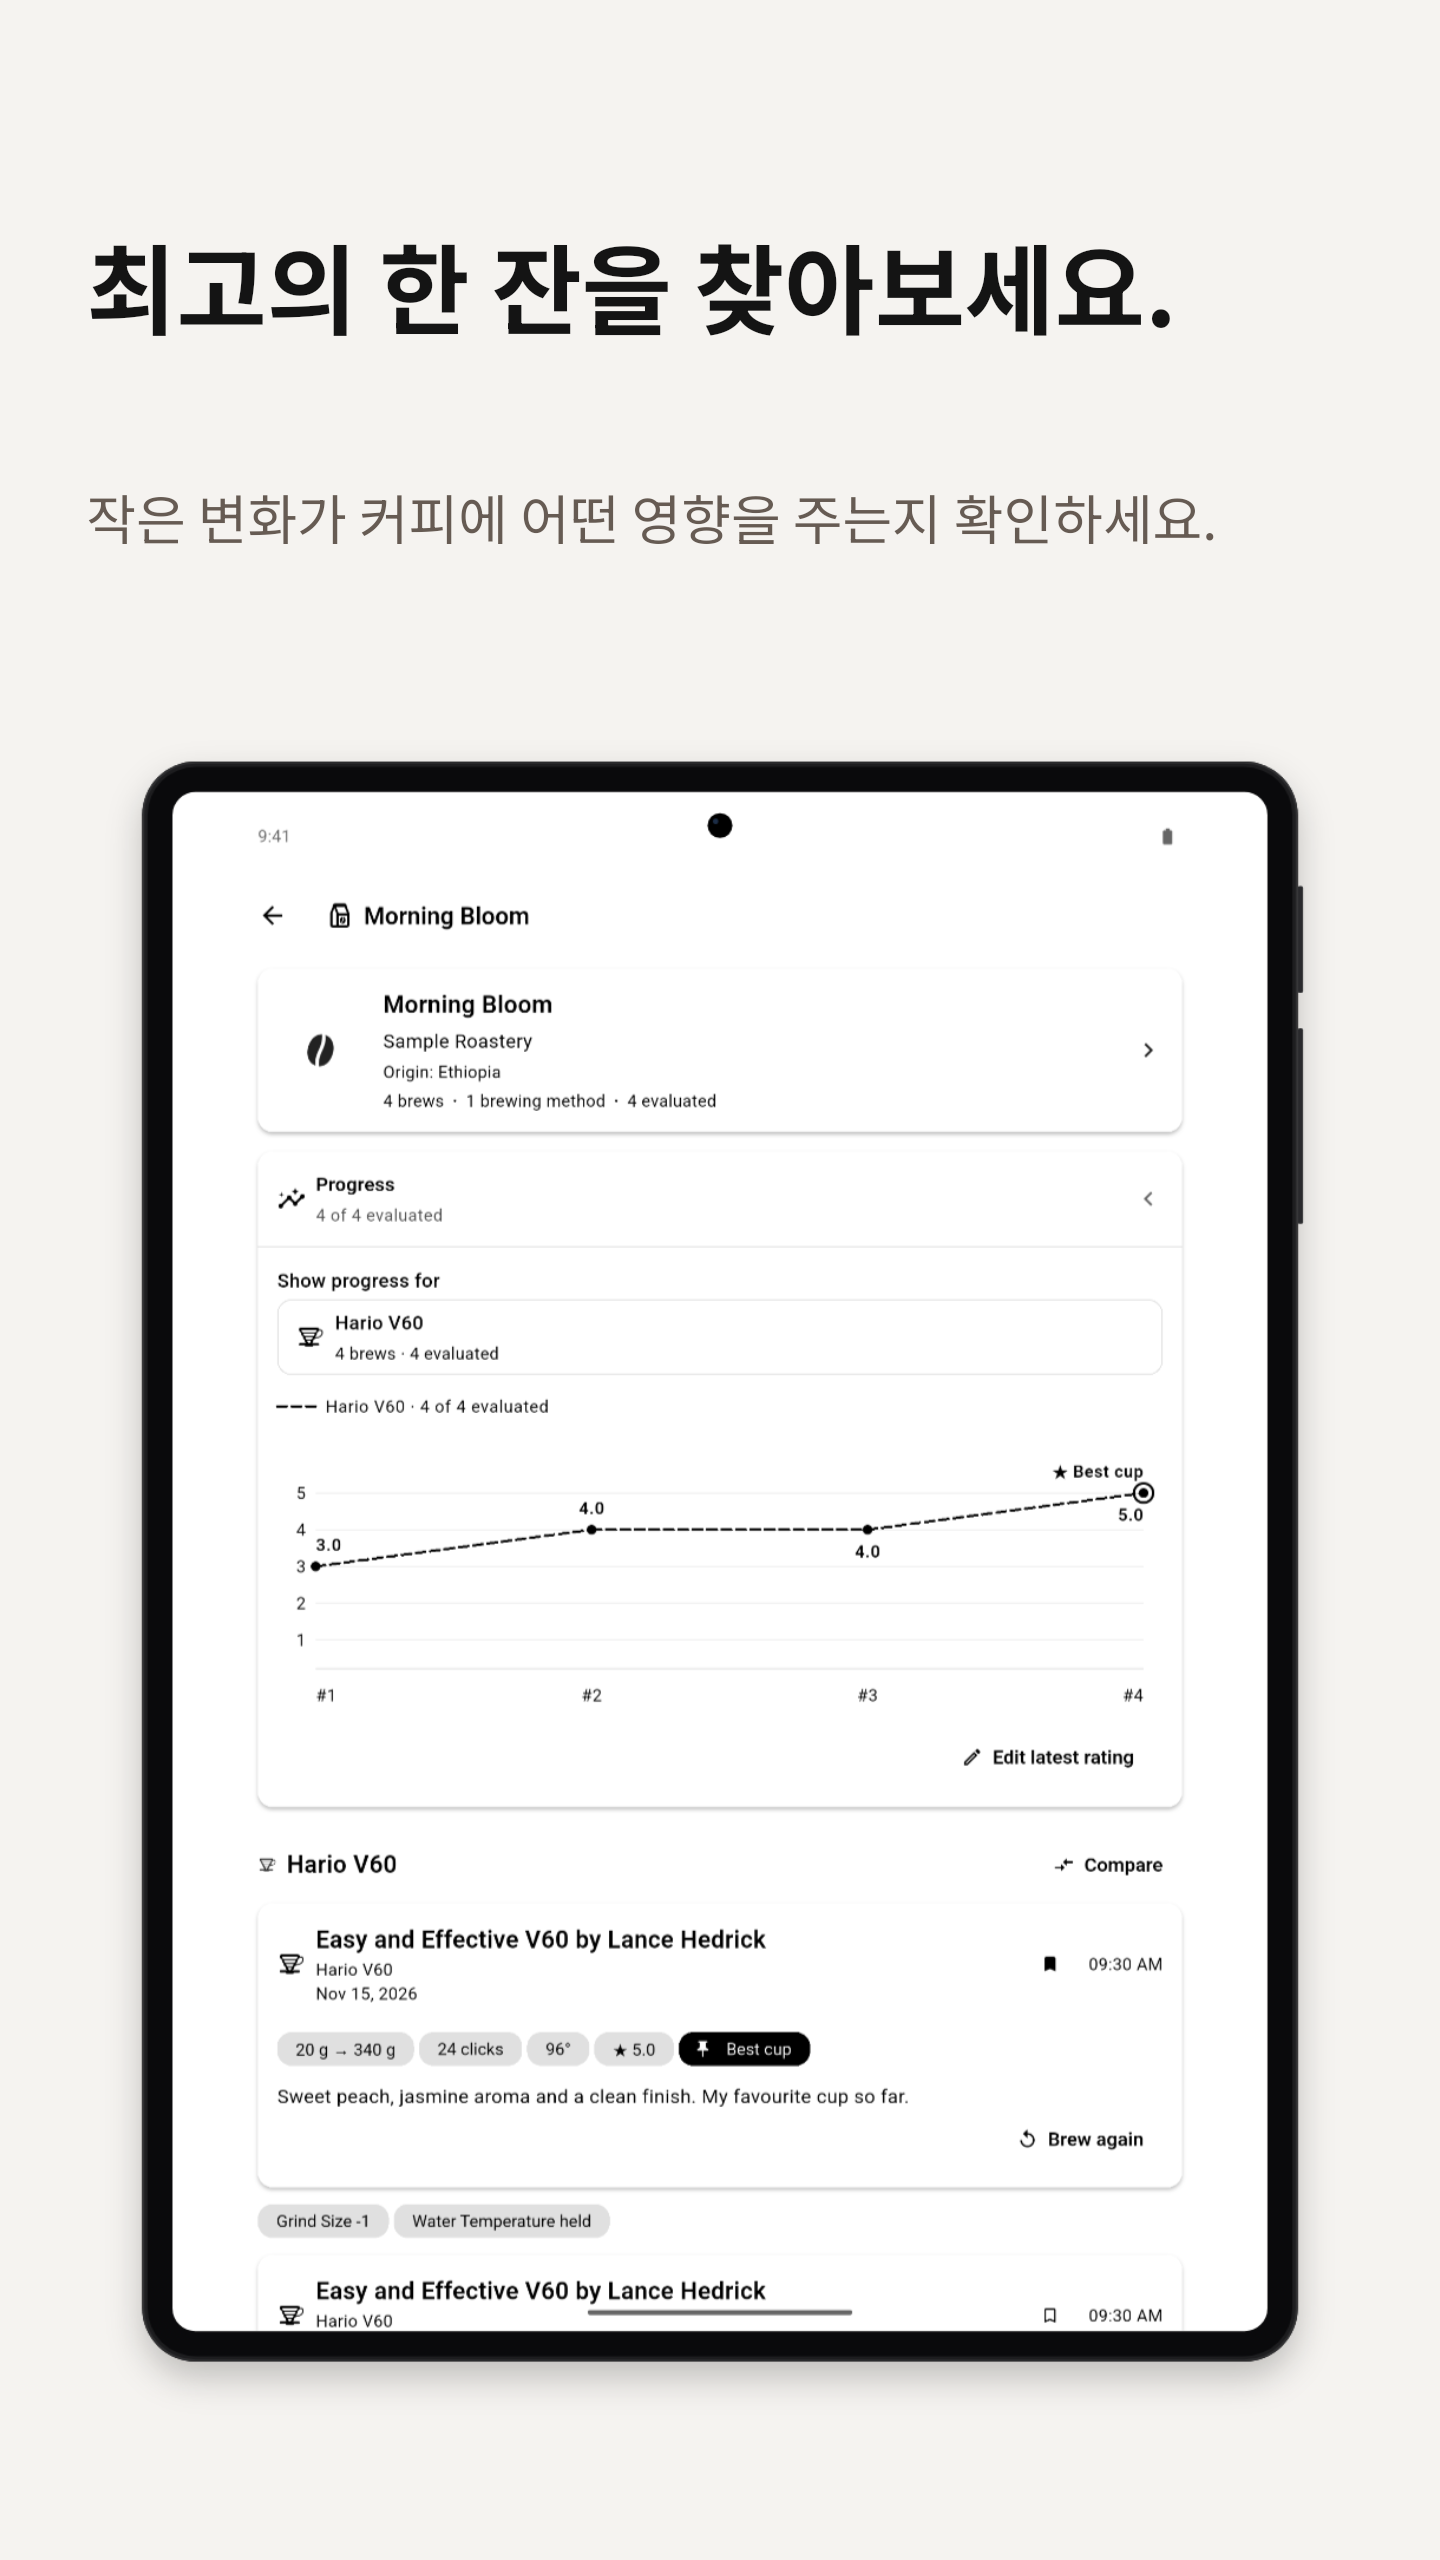 최고의 한 잔을 찾아보세요.
작은 변화가 커피에 어떤 영향을 주는지 확인하세요.
9:41
Morning Bloom
Morning Bloom
Sample Roastery
Origin: Ethiopia
4 brews · 1 brewing method · 4 evaluated
Progress
4 of 4 evaluated
Show progress for
Hario V60
4 brews · 4 evaluated
Hario V60 · 4 of 4 evaluated
★ Best cup
5
4.0
5.0
4
3.0
4.0
3
2
1
#1 #2 #3 #4
Edit latest rating
Hario V60
Compare
Easy and Effective V60 by Lance Hedrick
Hario V60
09:30 AM
Nov 15, 2026
20 g → 340 g 24 clicks 96° ★ 5.0 Best cup
Sweet peach, jasmine aroma and a clean finish. My favourite cup so far.
Brew again
Grind Size -1 Water Temperature held
Easy and Effective V60 by Lance Hedrick
Hario V60
09:30 AM